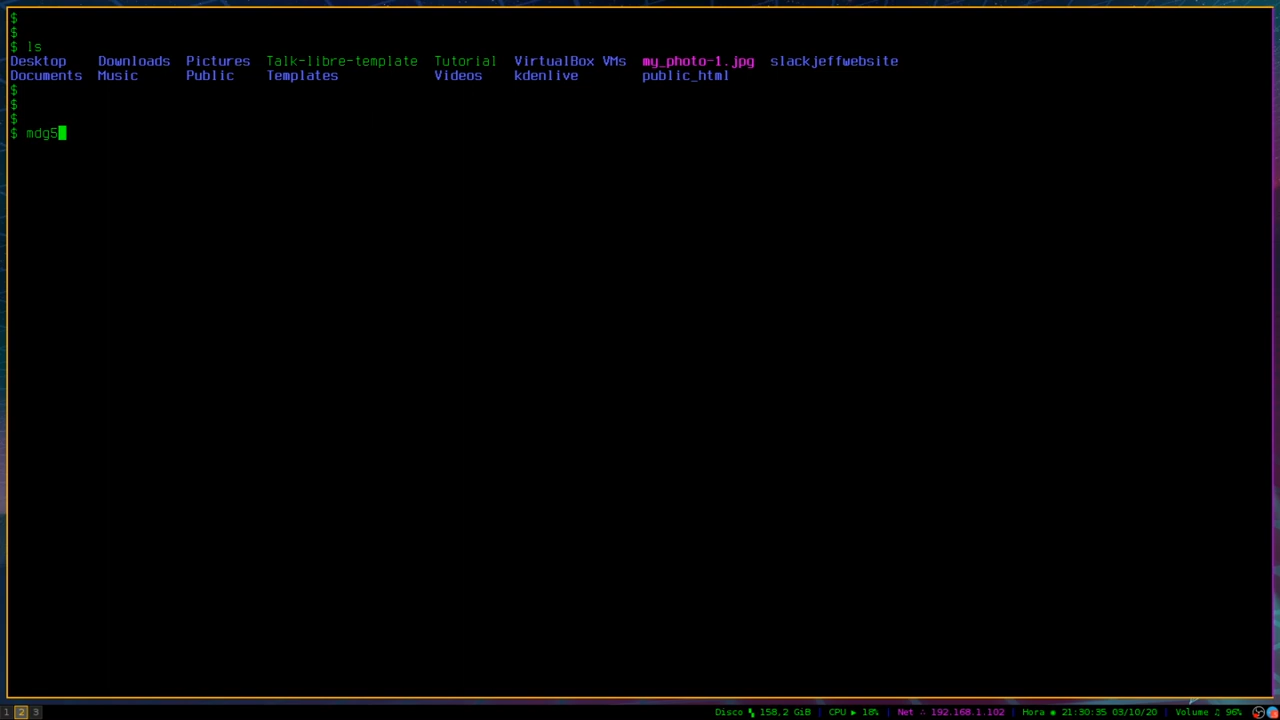 $
$
$ ls
Desktop Downloads Pictures Talk-libre-template Tutorial VirtualBox VMs my_photo-1.jpg slackjeffwebsite
Documents Music Public Templates Videos kdenlive public_html
$
$
$
$ mdg5
1 2 3 Disco 158,2 GiB | CPU ▶ 18% | Net ∴ 192.168.1.102 | Hora ◉ 21:30:35 03/10/20 | Volume ♫ 96%